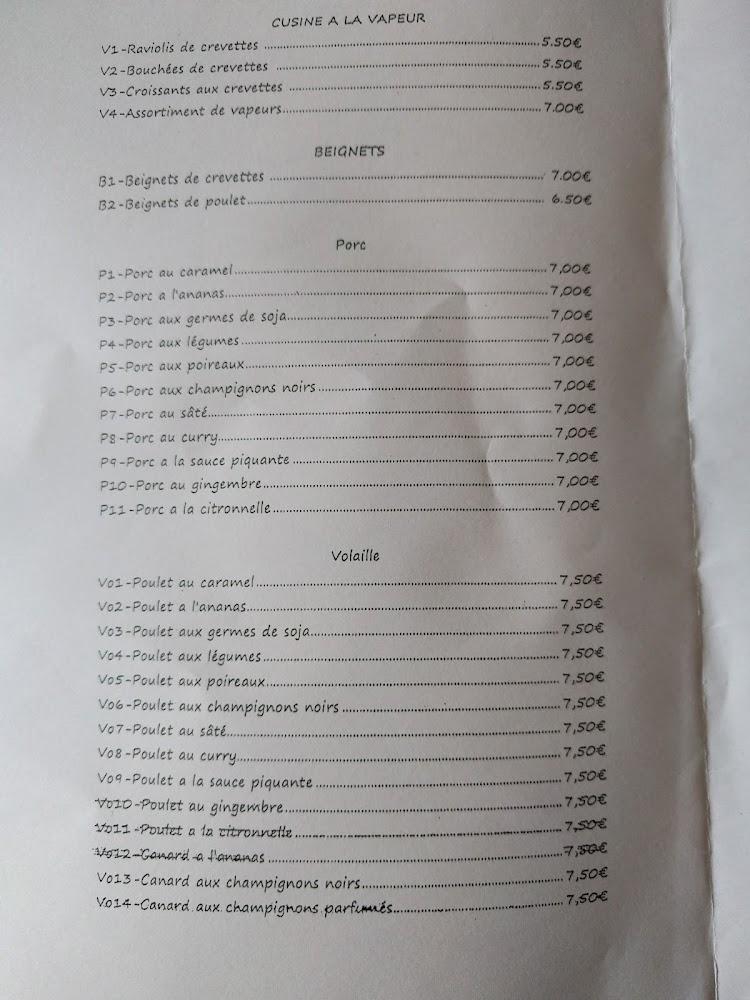 CUSINE A LA VAPEUR
V1-Raviolis de crevettes ........ 5.50€
V2-Bouchées de crevettes ........ 5.50€
V3-Croissants aux crevettes ........ 5.50€
V4-Assortiment de vapeurs........ 7.00€
BEIGNETS
B1-Beignets de crevettes ........ 7.00€
B2-Beignets de poulet........ 6.50€
Porc
P1-Porc au caramel........ 7,00€
P2-Porc a l'ananas........ 7,00€
P3-Porc aux germes de soja........ 7,00€
P4-Porc aux légumes........ 7,00€
P5-Porc aux poireaux........ 7,00€
P6-Porc aux champignons noirs ........ 7,00€
P7-Porc au sâté........ 7,00€
P8-Porc au curry........ 7,00€
P9-Porc a la sauce piquante ........ 7,00€
P10-Porc au gingembre........ 7,00€
P11-Porc a la citronnelle ........ 7,00€
Volaille
Vo1-Poulet au caramel........ 7,50€
Vo2-Poulet a l'ananas........ 7,50€
Vo3-Poulet aux germes de soja........ 7,50€
Vo4-Poulet aux légumes........ 7,50€
Vo5-Poulet aux poireaux........ 7,50€
Vo6-Poulet aux champignons noirs ........ 7,50€
Vo7-Poulet au sâté........ 7,50€
Vo8-Poulet au curry........ 7,50€
Vo9-Poulet a la sauce piquante ........ 7,50€
Vo10-Poulet au gingembre........ 7,50€
Vo11-Poulet a la citronnelle ........ 7,50€
Vo12-Canard a l'ananas ........ 7,50€
Vo13-Canard aux champignons noirs........ 7,50€
Vo14-Canard aux champignons parfumés........ 7,50€